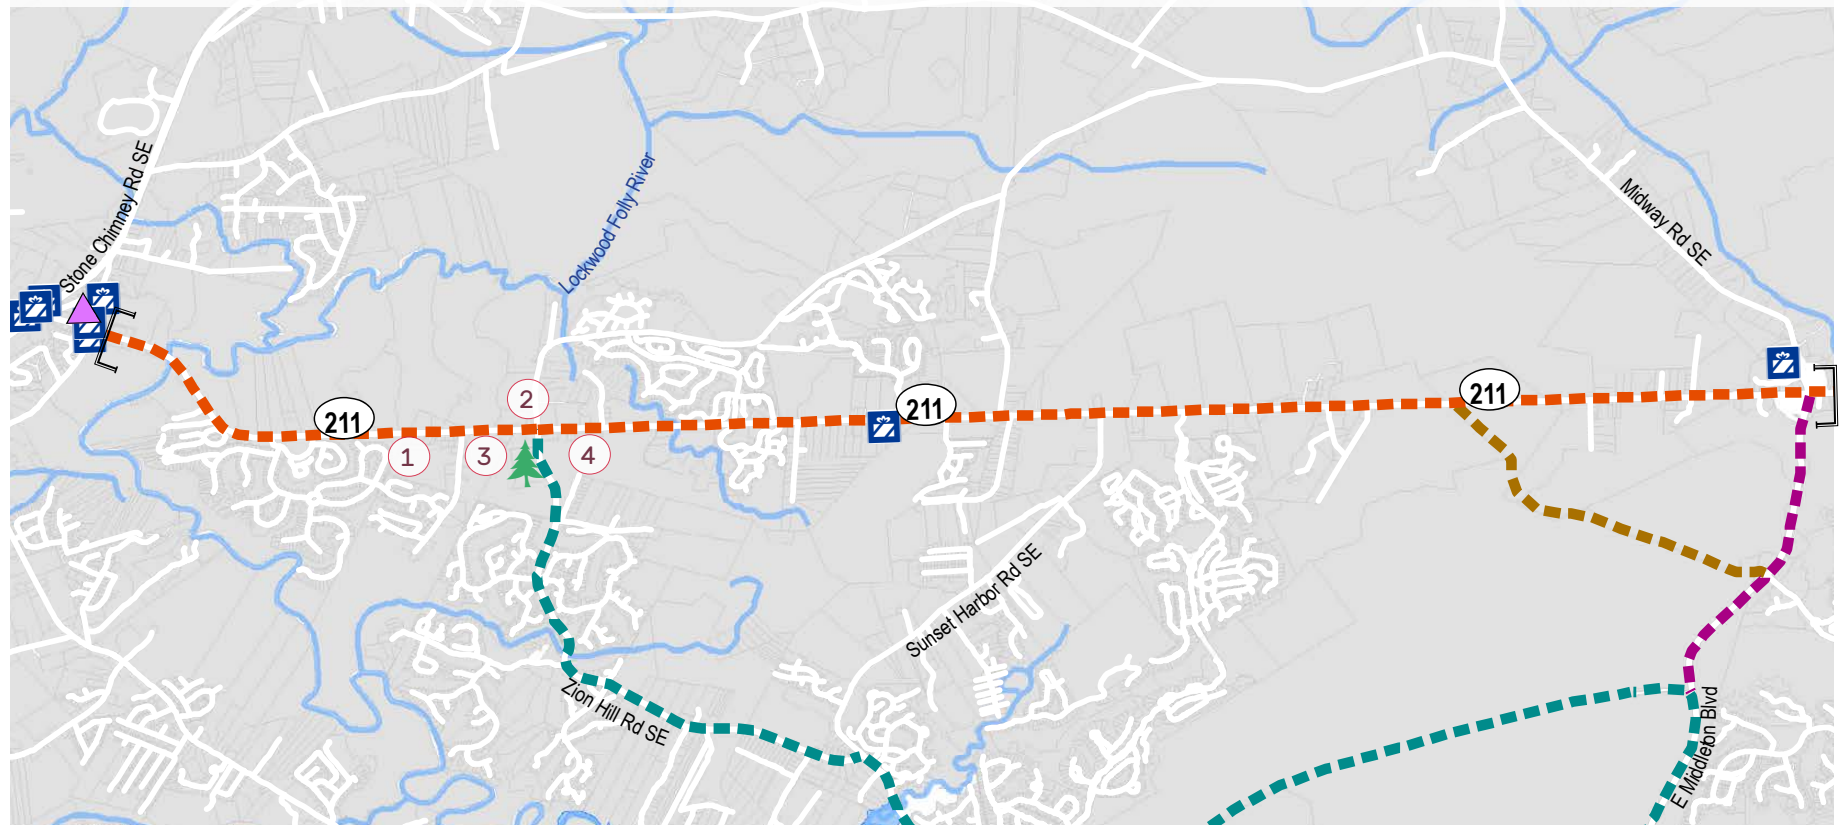 Stone Chimney Rd SE
Lockwood Folly River
Midway Rd SE
211
211
211
2
1
3
4
Sunset Harbor Rd SE
Zion Hill Rd SE
E Middleton Blvd